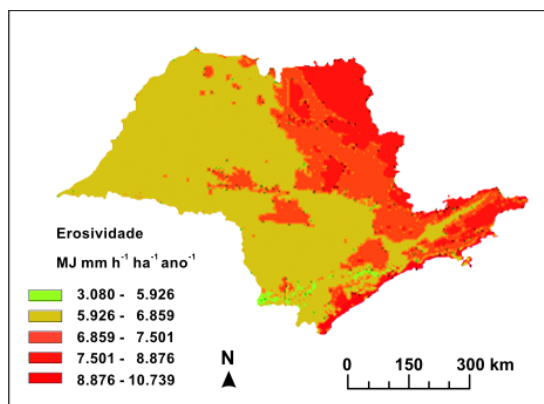 Erosividade
MJ mm h⁻¹ ha⁻¹ ano⁻¹
3.080 - 5.926
5.926 - 6.859
6.859 - 7.501
7.501 - 8.876
8.876 - 10.739
N
0 150 300 km